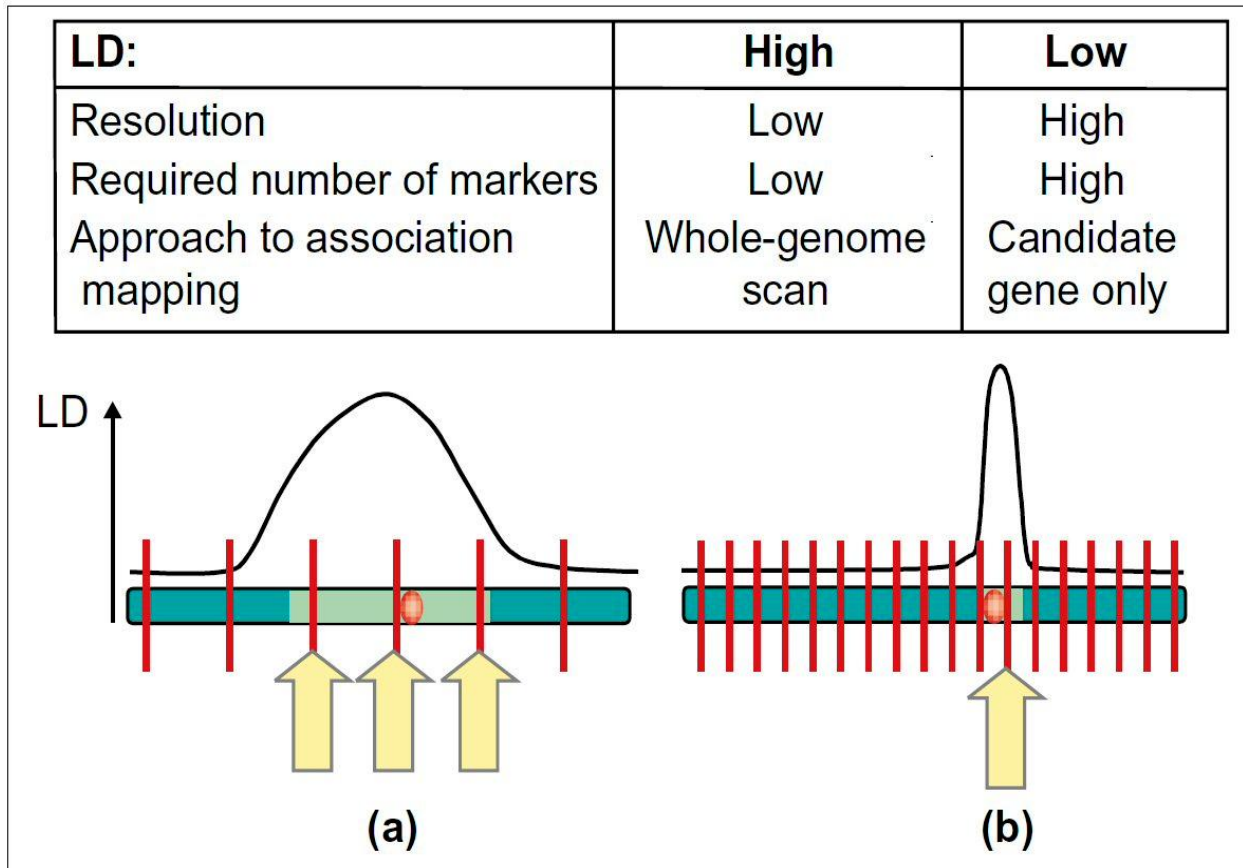 LD: High Low
Resolution Low High
Required number of markers Low High
Approach to association Whole-genome Candidate
mapping scan gene only
LD
(a) (b)